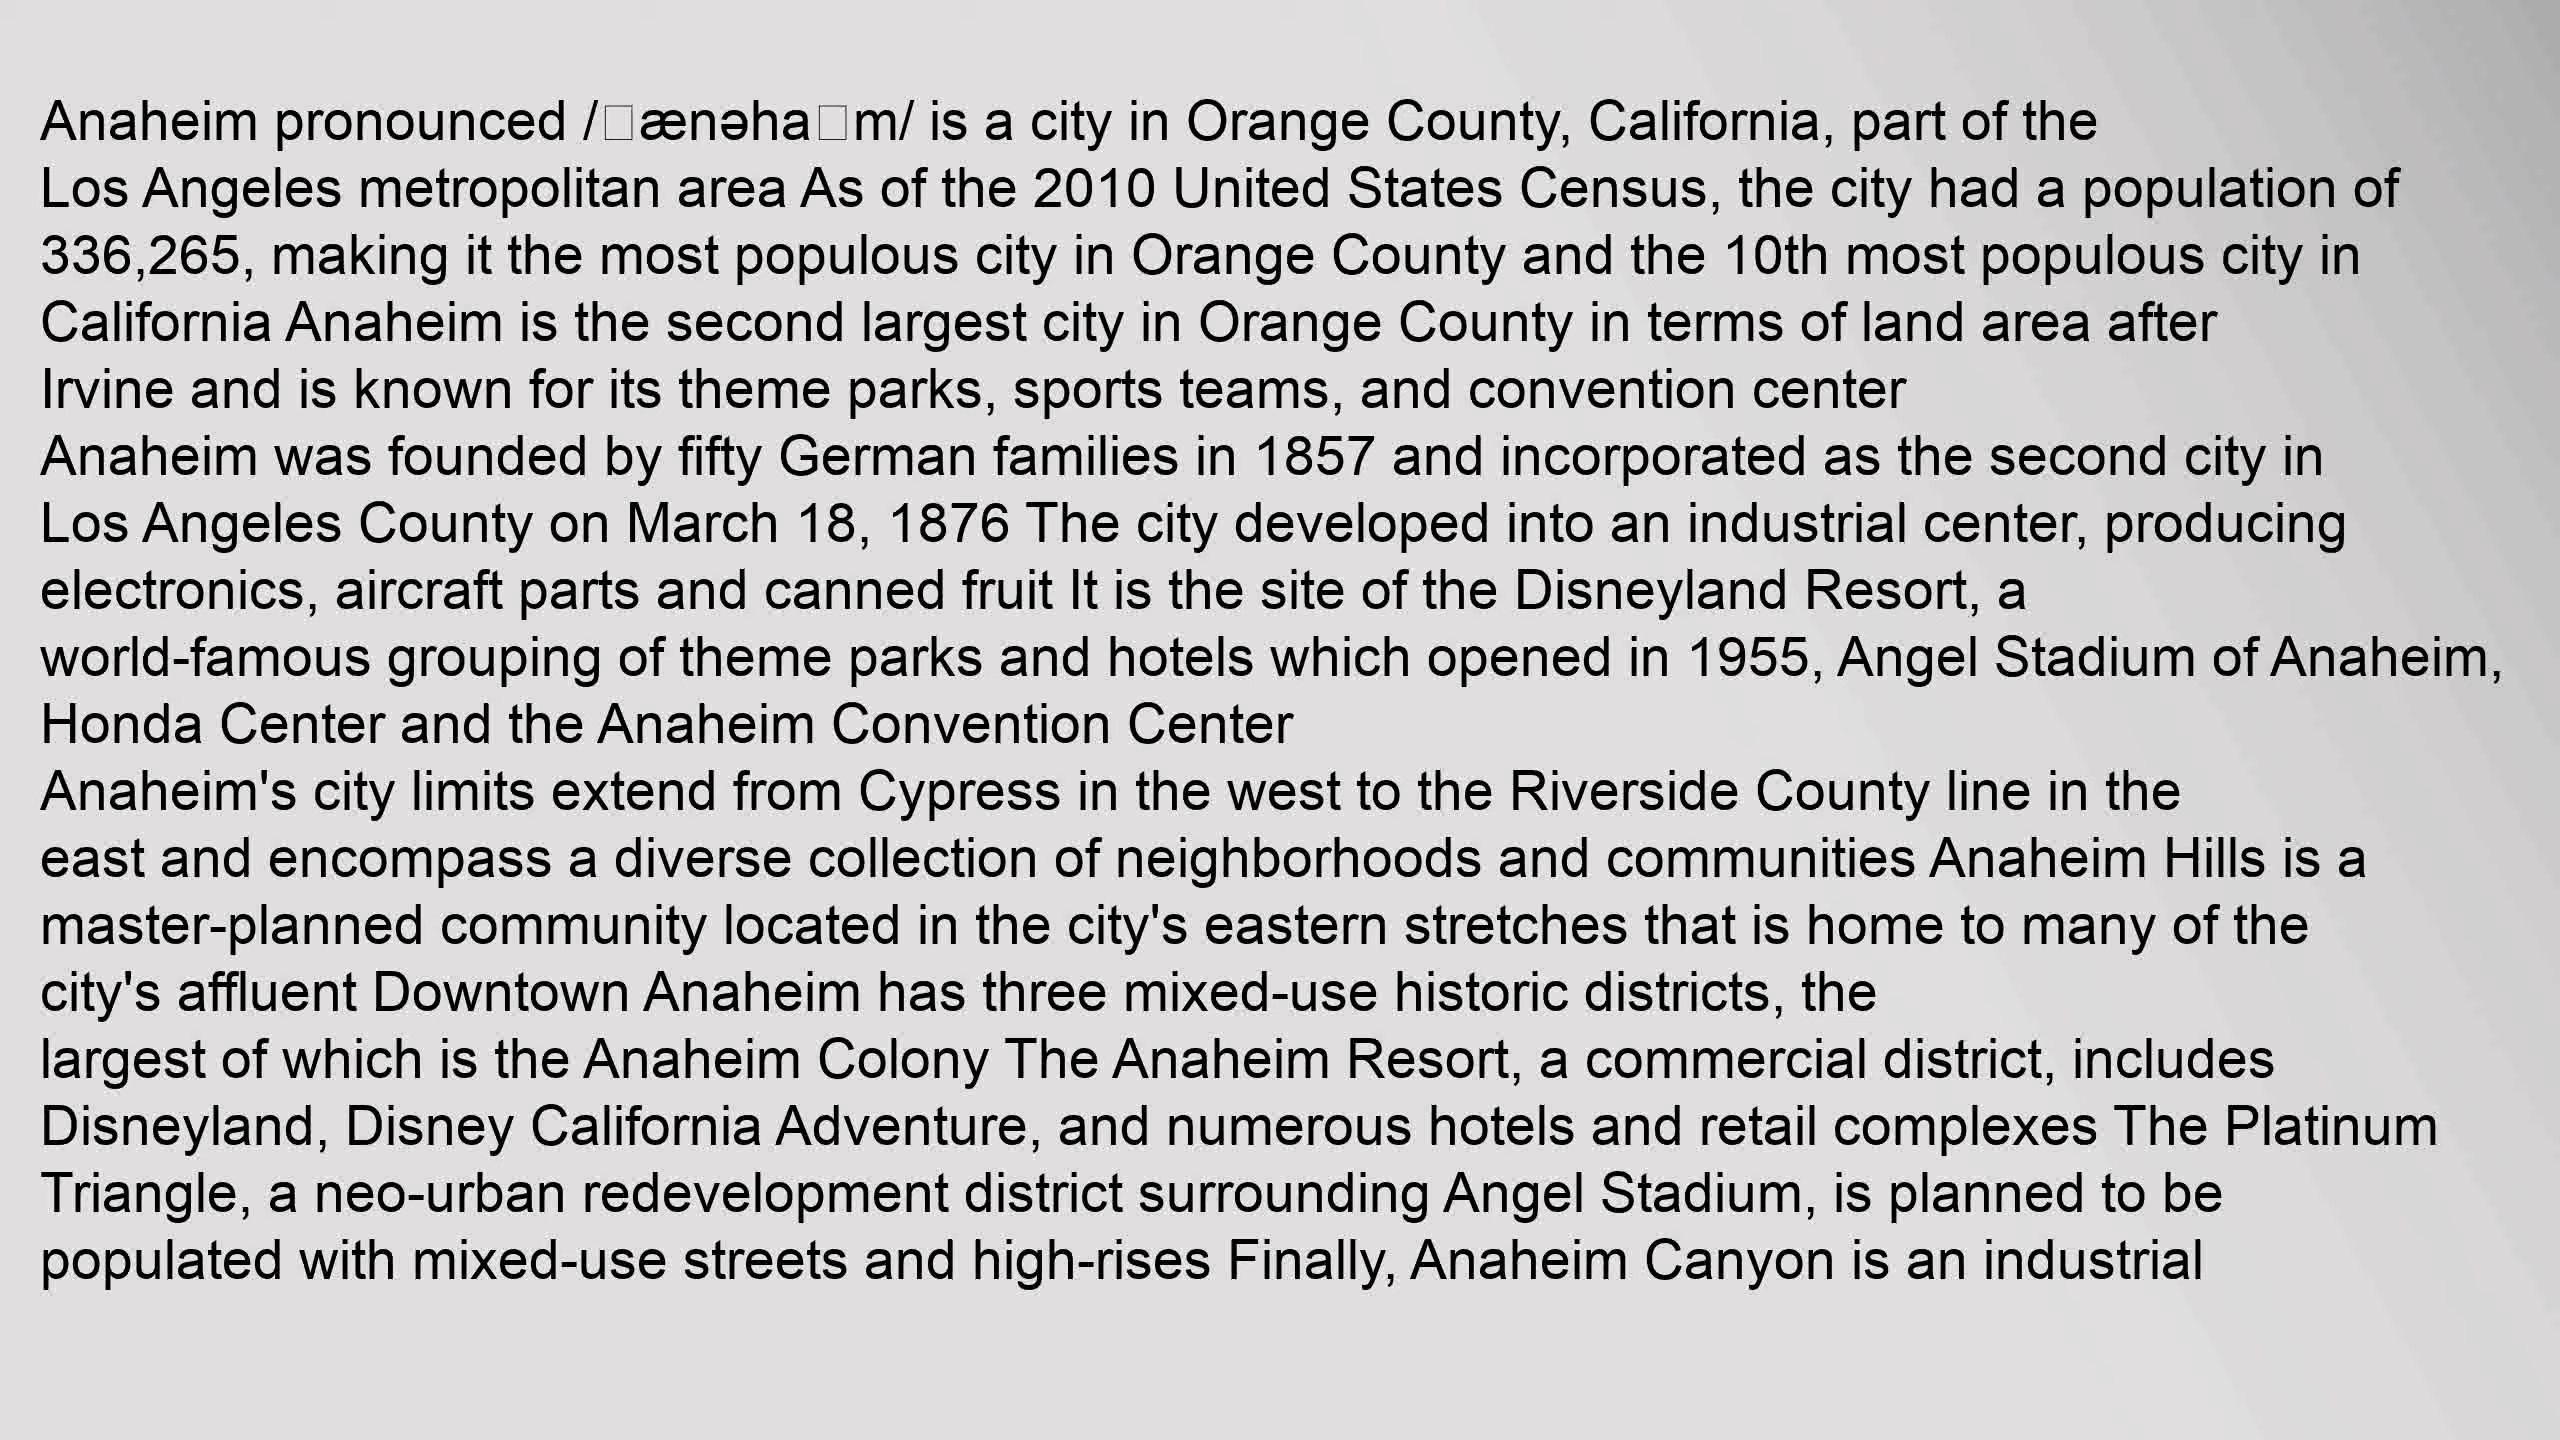 Anaheim pronounced /□ænəha□m/ is a city in Orange County, California, part of the
Los Angeles metropolitan area As of the 2010 United States Census, the city had a population of
336,265, making it the most populous city in Orange County and the 10th most populous city in
California Anaheim is the second largest city in Orange County in terms of land area after
Irvine and is known for its theme parks, sports teams, and convention center
Anaheim was founded by fifty German families in 1857 and incorporated as the second city in
Los Angeles County on March 18, 1876 The city developed into an industrial center, producing
electronics, aircraft parts and canned fruit It is the site of the Disneyland Resort, a
world-famous grouping of theme parks and hotels which opened in 1955, Angel Stadium of Anaheim,
Honda Center and the Anaheim Convention Center
Anaheim's city limits extend from Cypress in the west to the Riverside County line in the
east and encompass a diverse collection of neighborhoods and communities Anaheim Hills is a
master-planned community located in the city's eastern stretches that is home to many of the
city's affluent Downtown Anaheim has three mixed-use historic districts, the
largest of which is the Anaheim Colony The Anaheim Resort, a commercial district, includes
Disneyland, Disney California Adventure, and numerous hotels and retail complexes The Platinum
Triangle, a neo-urban redevelopment district surrounding Angel Stadium, is planned to be
populated with mixed-use streets and high-rises Finally, Anaheim Canyon is an industrial